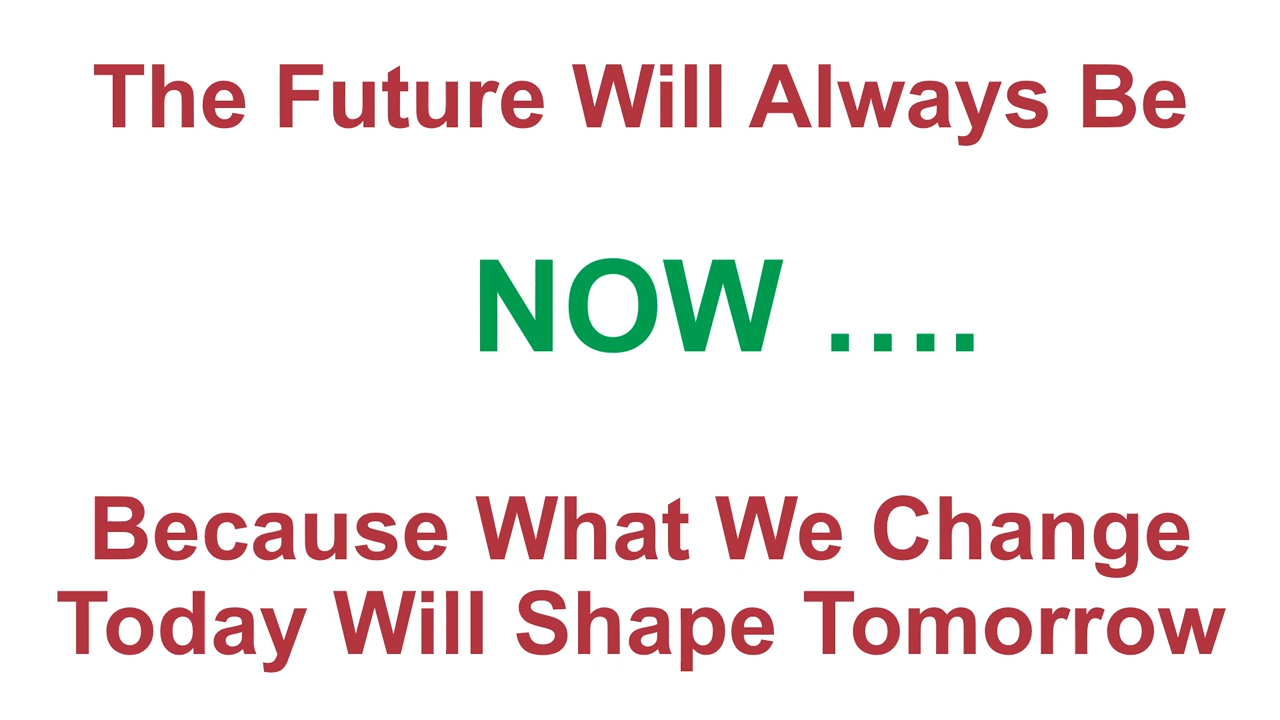 The Future Will Always Be
NOW ....
Because What We Change
Today Will Shape Tomorrow